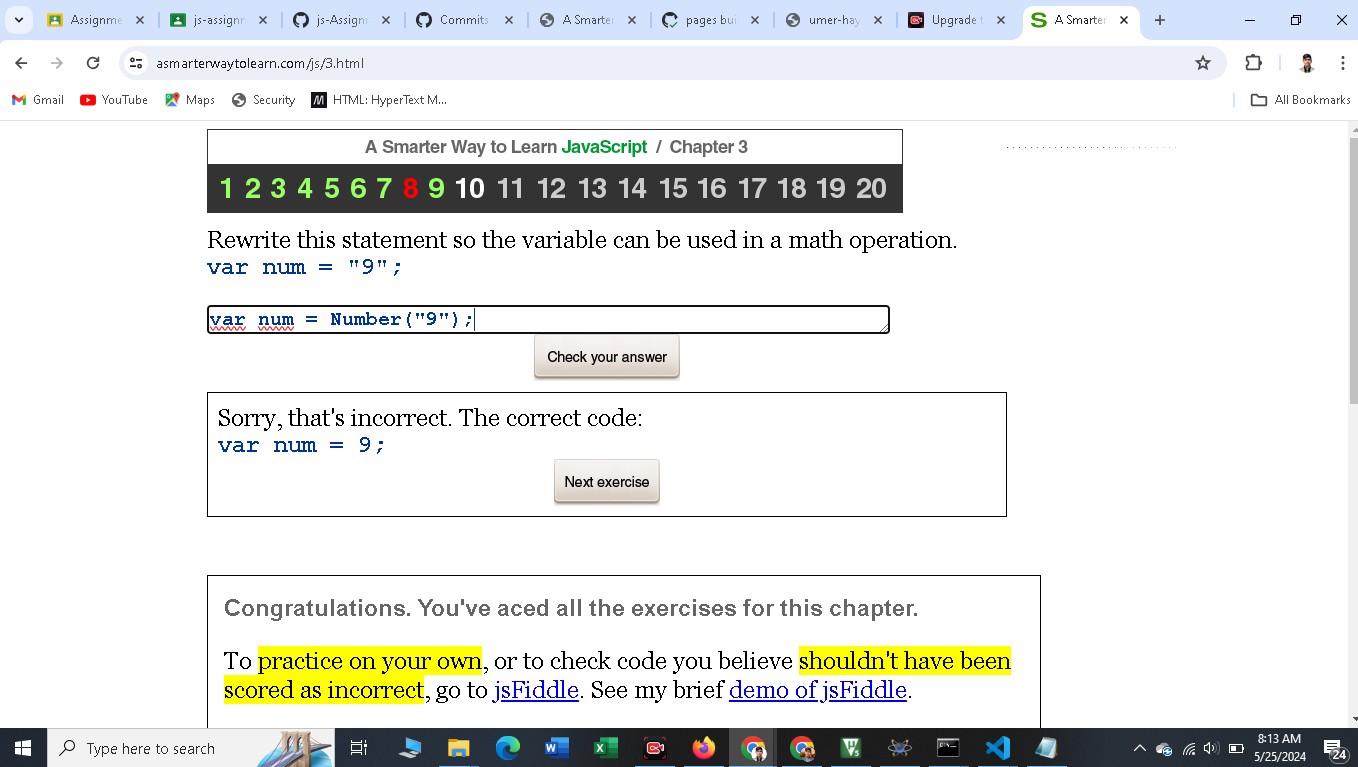 Assignme
js-assignn
js-Assign
Commits
A Smarte
pages bui
umer-hay
Upgrade t
A Smarter
asmarterwaytolearn.com/js/3.html
Gmail
YouTube
Maps
Security
HTML: HyperText M...
All Bookmarks
A Smarter Way to Learn JavaScript / Chapter 3
1 2 3 4 5 6 7 8 9 10 11 12 13 14 15 16 17 18 19 20
Rewrite this statement so the variable can be used in a math operation.
var num = "9";
var num = Number("9");
Check your answer
Sorry, that's incorrect. The correct code:
var num = 9;
Next exercise
Congratulations. You've aced all the exercises for this chapter.
To practice on your own, or to check code you believe shouldn't have been
scored as incorrect, go to jsFiddle. See my brief demo of jsFiddle.
Type here to search
8:13 AM
5/25/2024
24